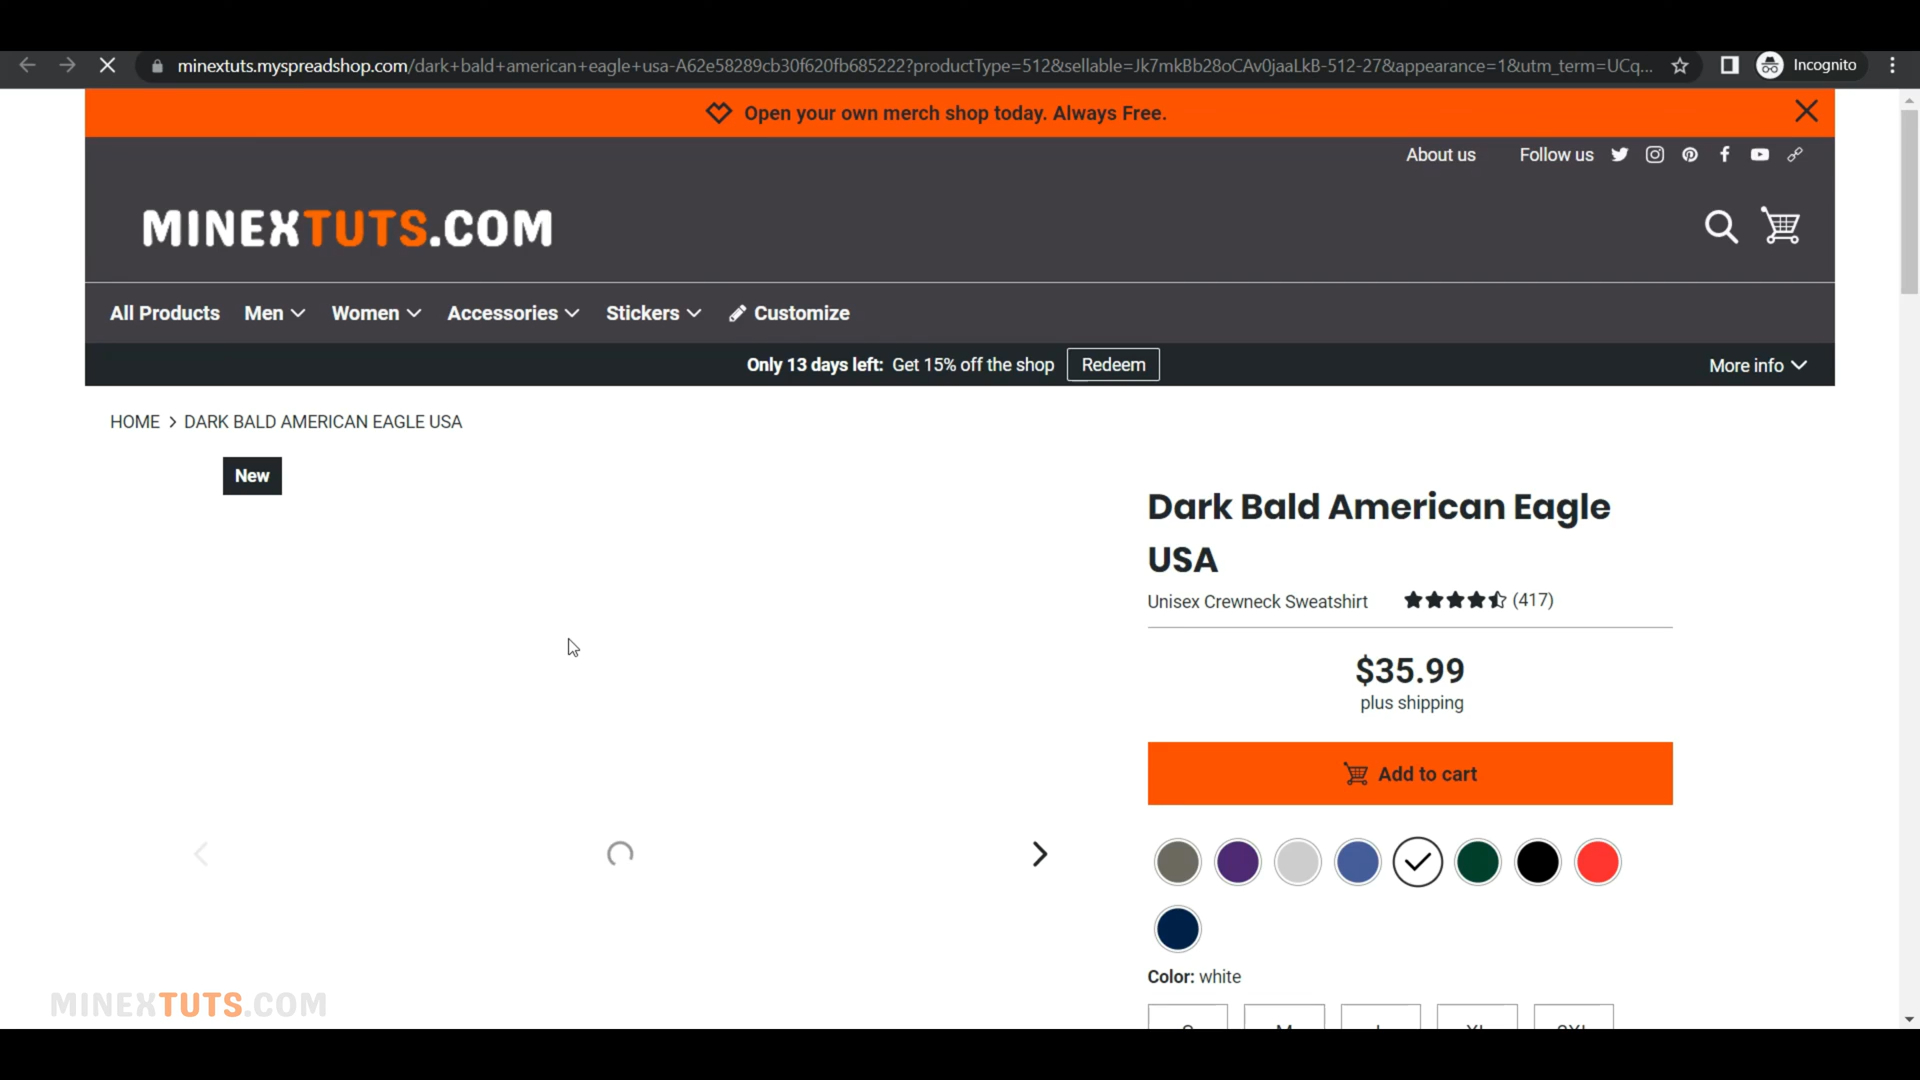 minextuts.myspreadshop.com/dark+bald+american+eagle+usa-A62e58289cb30f620fb685222?productType=512&sellable=Jk7mkBb28oCAv0jaaLkB-512-27&appearance=1&utm_term=UCq...
Incognito
Open your own merch shop today. Always Free.
About us Follow us
MINEXTUTS.COM
All Products Men Women Accessories Stickers Customize
Only 13 days left: Get 15% off the shop Redeem More info
HOME > DARK BALD AMERICAN EAGLE USA
New
Dark Bald American Eagle
USA
Unisex Crewneck Sweatshirt (417)
$35.99
plus shipping
Add to cart
Color: white
MINEXTUTS.COM